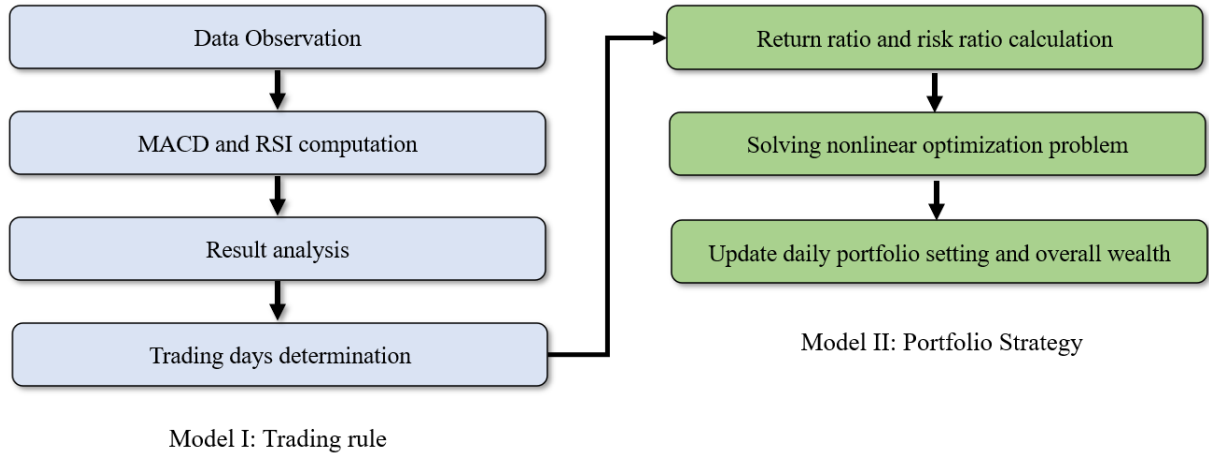 Data Observation
MACD and RSI computation
Result analysis
Trading days determination
Model I: Trading rule
Return ratio and risk ratio calculation
Solving nonlinear optimization problem
Update daily portfolio setting and overall wealth
Model II: Portfolio Strategy